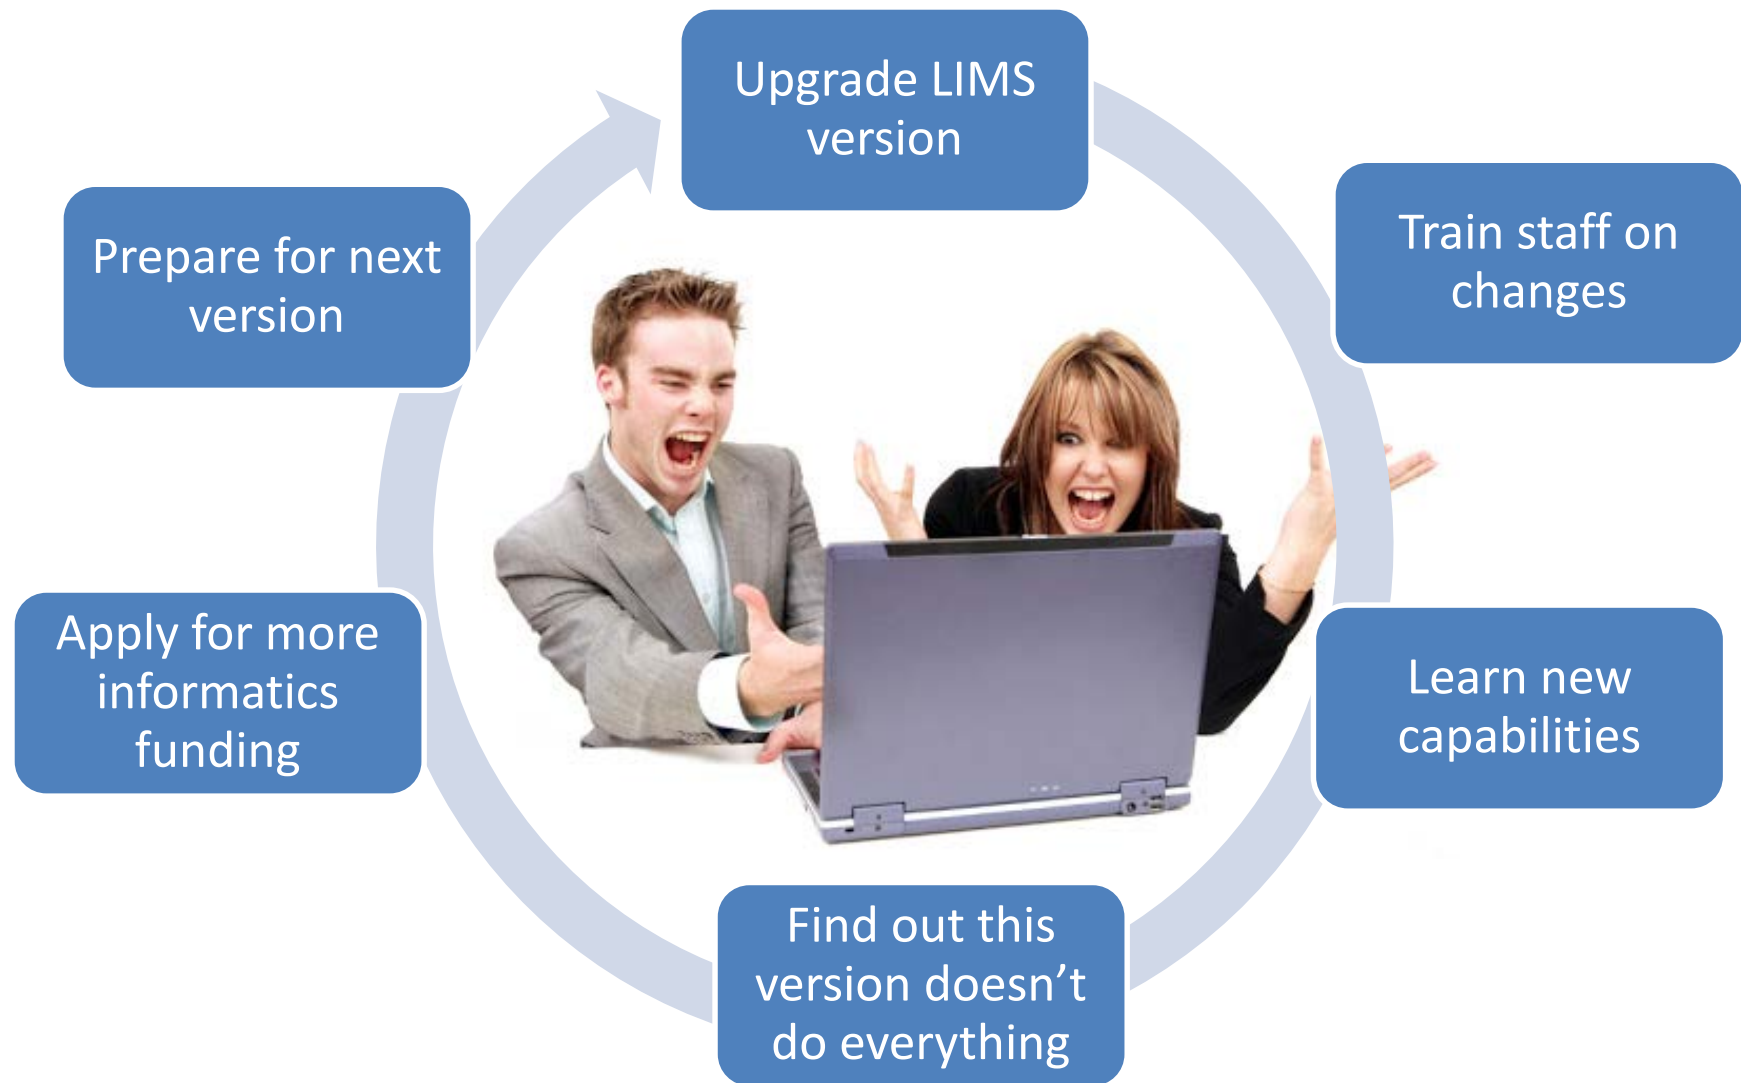 Upgrade LIMS
version
Train staff on
changes
Learn new
capabilities
Find out this
version doesn’t
do everything
Apply for more
informatics
funding
Prepare for next
version